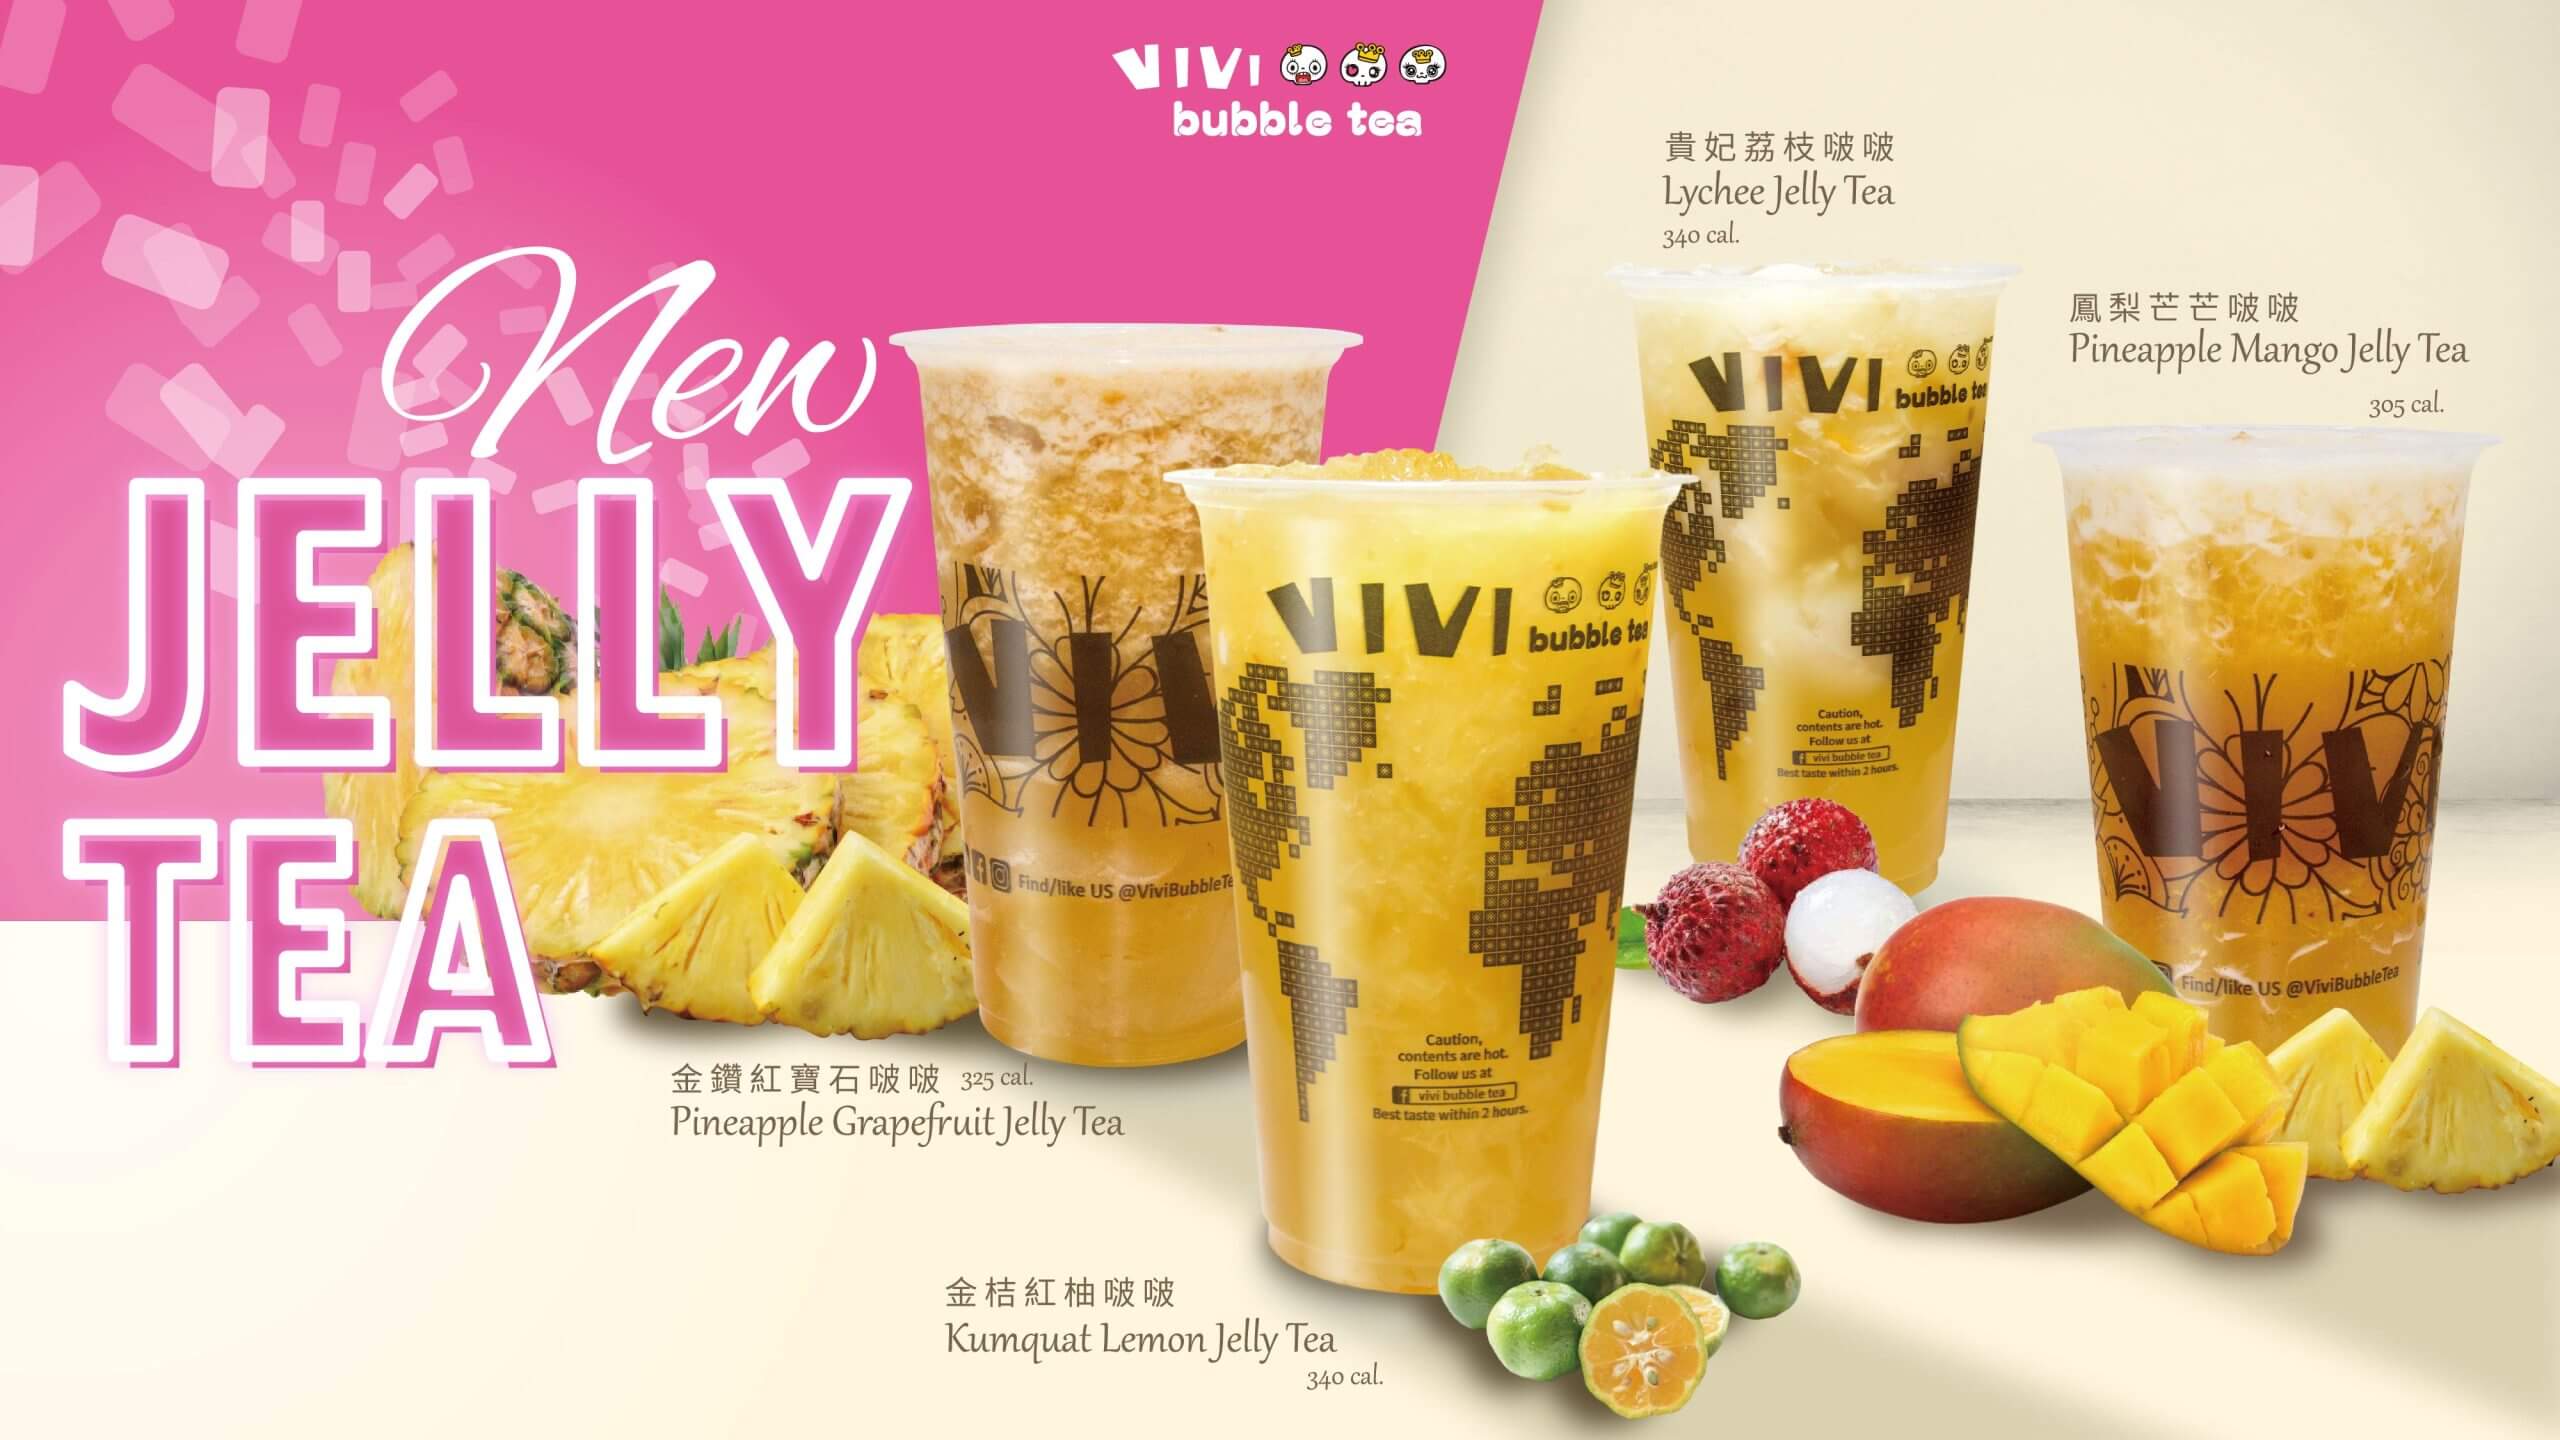 VIVI
bubble tea
New
JELLY
TEA
貴妃荔枝啵啵
Lychee Jelly Tea
340 cal.
鳳梨芒芒啵啵
Pineapple Mango Jelly Tea
305 cal.
VIVI
bubble tea
Caution,
contents are hot.
Follow us at
vivi bubble tea
Best taste within 2 hours.
VIVI
Find/like US @ViviBubbleTea
VIVI
Find/like US @ViviBubbleTe
VIVI
bubble tea
Caution,
contents are hot.
Follow us at
vivi bubble tea
Best taste within 2 hours.
金鑽紅寶石啵啵 325 cal.
Pineapple Grapefruit Jelly Tea
金桔紅柚啵啵
Kumquat Lemon Jelly Tea
340 cal.